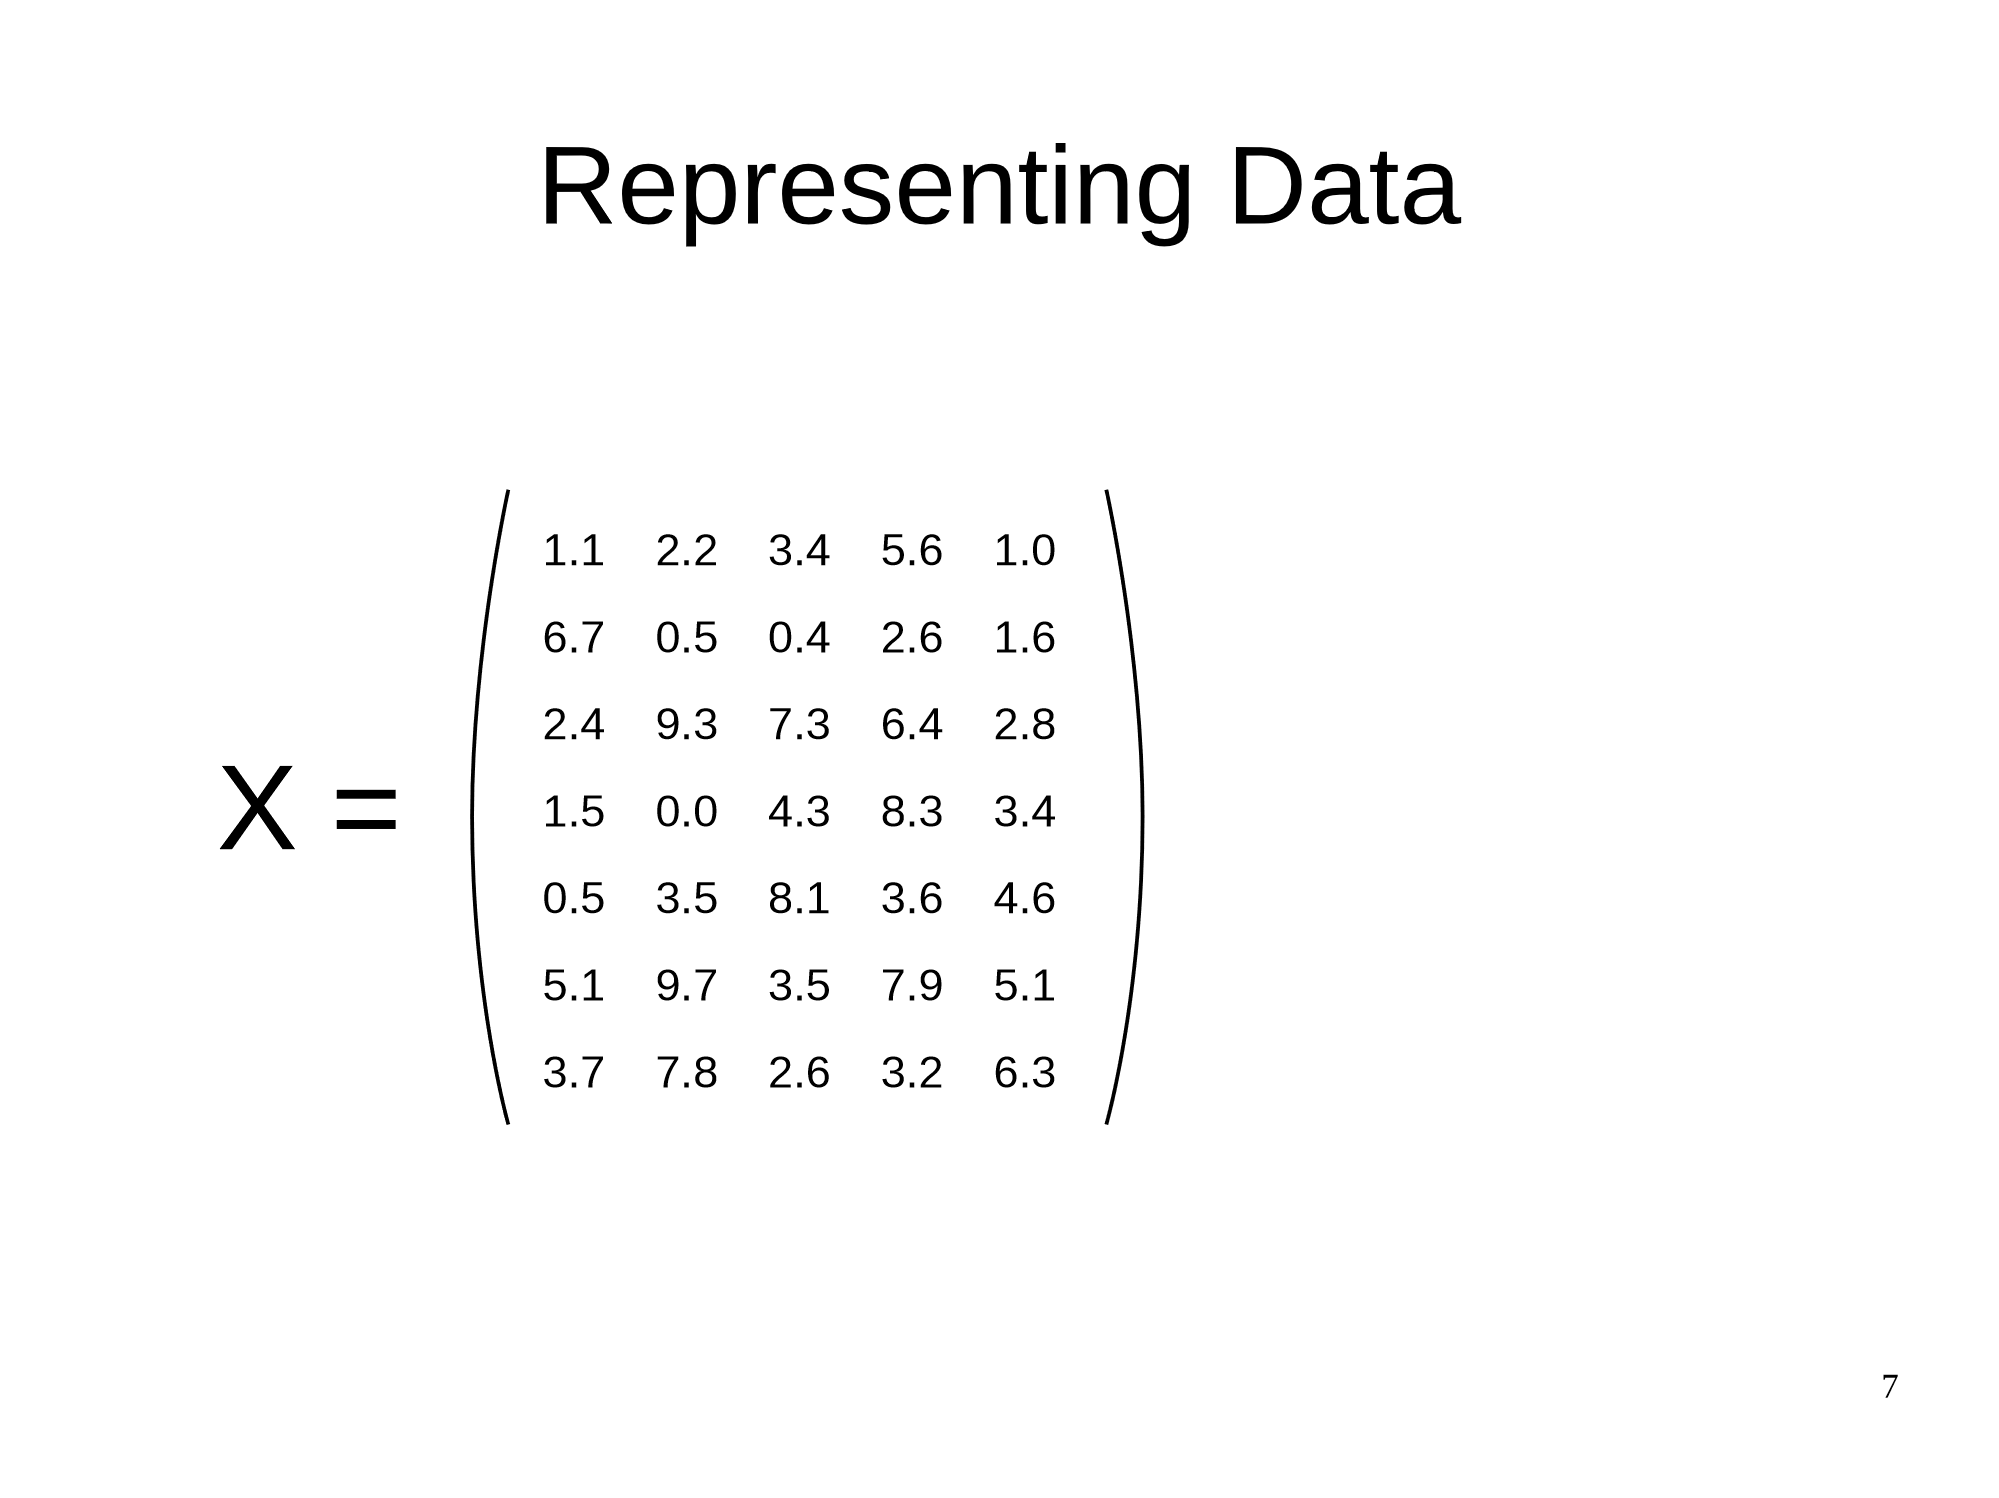 Representing Data
X =
1.1 2.2 3.4 5.6 1.0
6.7 0.5 0.4 2.6 1.6
2.4 9.3 7.3 6.4 2.8
1.5 0.0 4.3 8.3 3.4
0.5 3.5 8.1 3.6 4.6
5.1 9.7 3.5 7.9 5.1
3.7 7.8 2.6 3.2 6.3
7